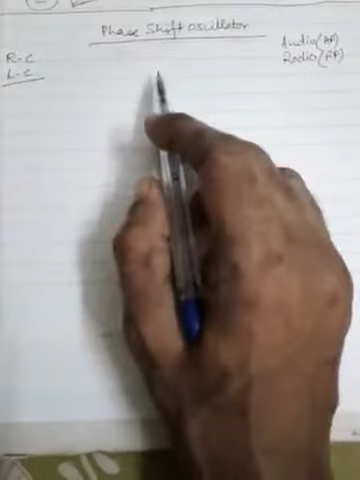 Phase Shift oscillator
Audio (AF)
Radio (RF)
R-C
L-C